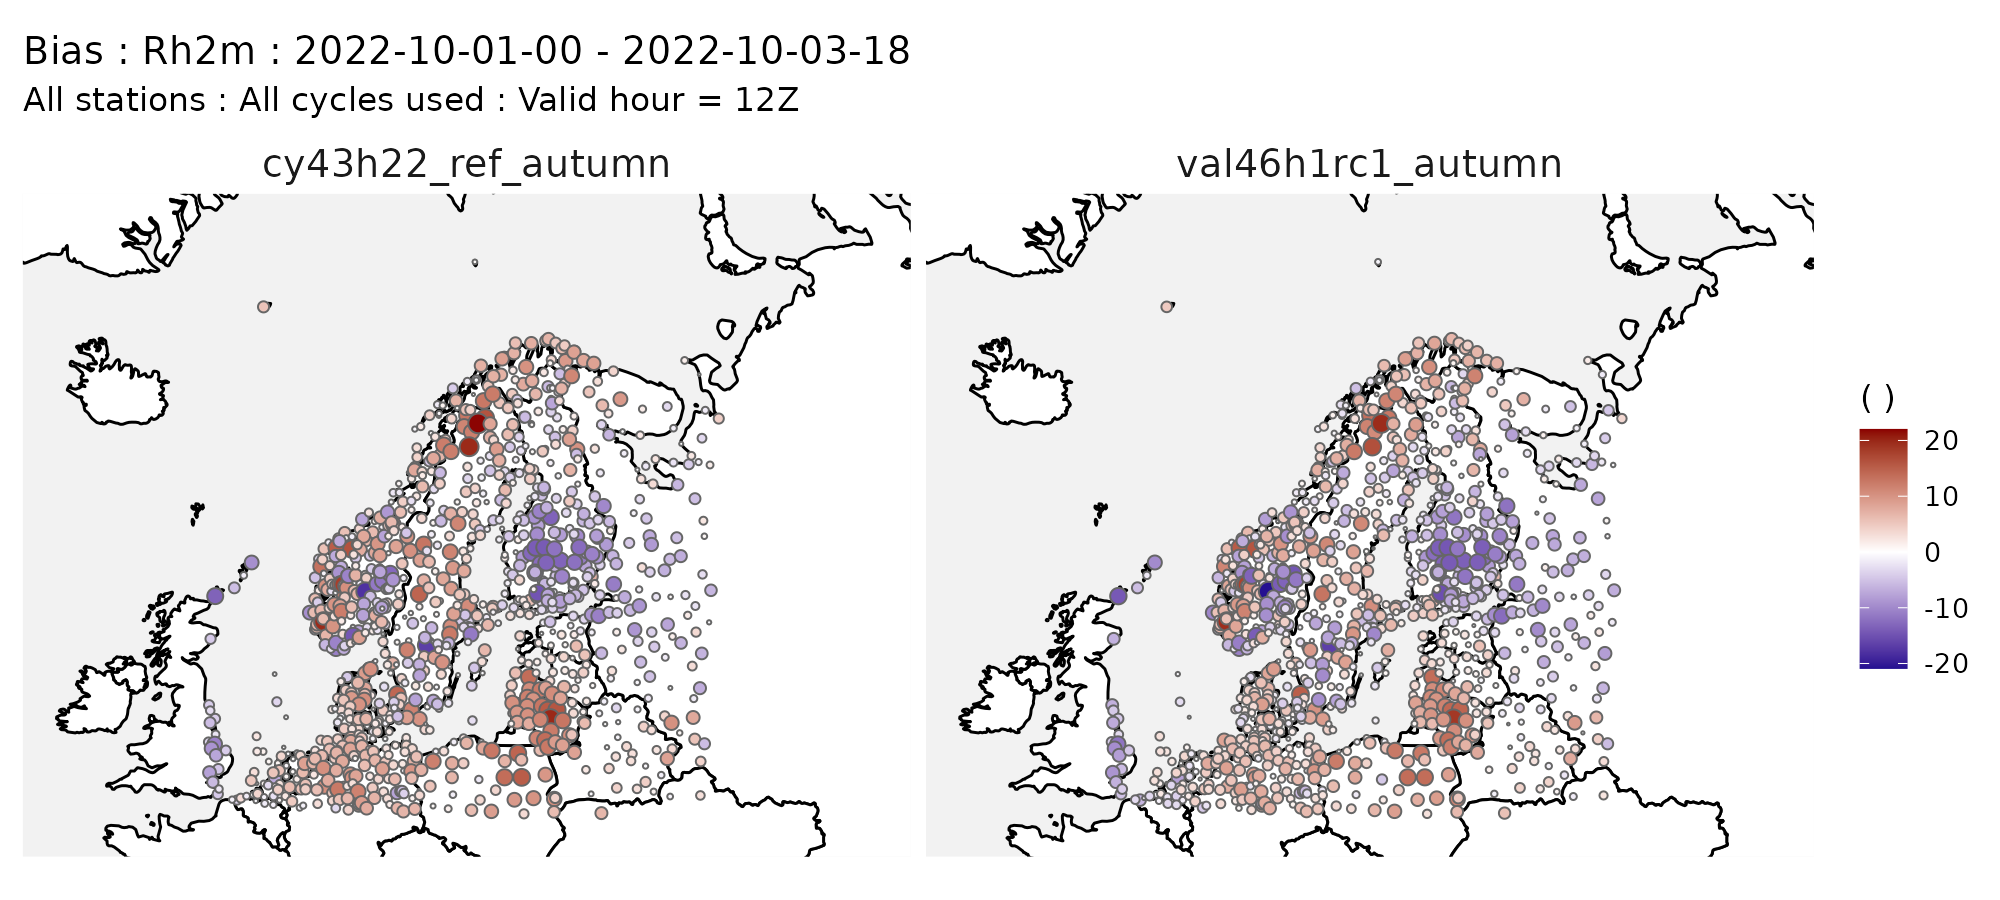 Bias : Rh2m : 2022-10-01-00 - 2022-10-03-18
All stations : All cycles used : Valid hour = 12Z
cy43h22_ref_autumn
val46h1rc1_autumn
( )
20
10
0
-10
-20